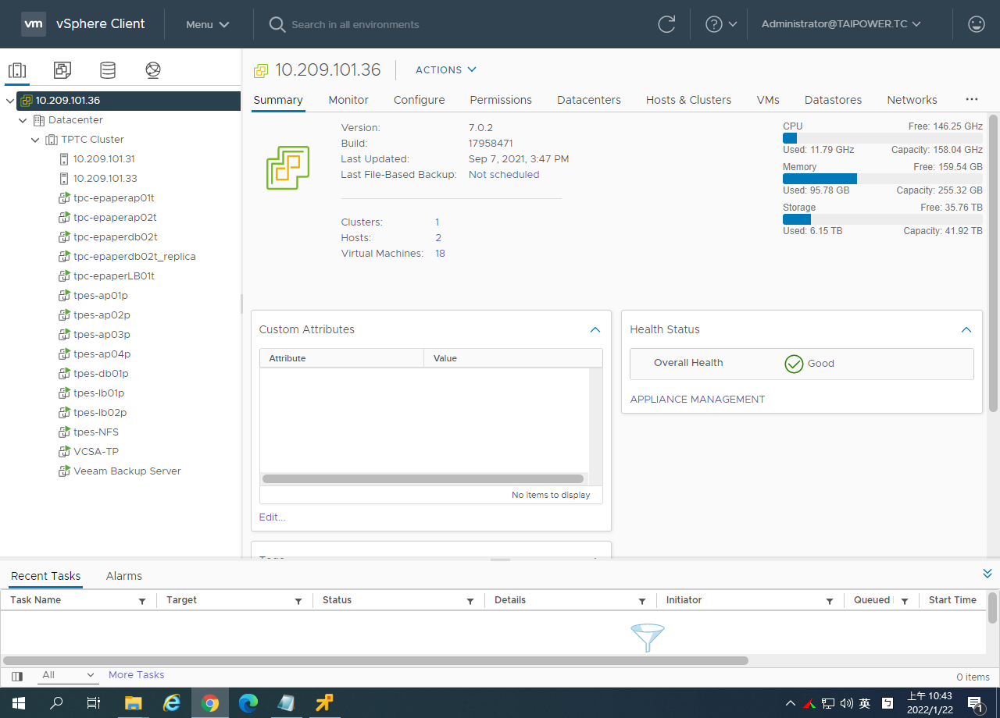 vm vSphere Client Menu Search in all environments Administrator@TAIPOWER.TC
10.209.101.36
Datacenter
TPTC Cluster
10.209.101.31
10.209.101.33
tpc-epaperap01t
tpc-epaperap02t
tpc-epaperdb02t
tpc-epaperdb02t_replica
tpc-epaperLB01t
tpes-ap01p
tpes-ap02p
tpes-ap03p
tpes-ap04p
tpes-db01p
tpes-lb01p
tpes-lb02p
tpes-NFS
VCSA-TP
Veeam Backup Server
10.209.101.36 ACTIONS
Summary Monitor Configure Permissions Datacenters Hosts & Clusters VMs Datastores Networks ...
Version: 7.0.2
Build: 17958471
Last Updated: Sep 7, 2021, 3:47 PM
Last File-Based Backup: Not scheduled
Clusters: 1
Hosts: 2
Virtual Machines: 18
CPU Free: 146.25 GHz
Used: 11.79 GHz Capacity: 158.04 GHz
Memory Free: 159.54 GB
Used: 95.78 GB Capacity: 255.32 GB
Storage Free: 35.76 TB
Used: 6.15 TB Capacity: 41.92 TB
Custom Attributes
Attribute Value
No items to display
Edit...
Health Status
Overall Health Good
APPLIANCE MANAGEMENT
Tags
Recent Tasks Alarms
Task Name Target Status Details Initiator Queued Start Time
All More Tasks 0 items
英 上午 10:43
2022/1/22
1